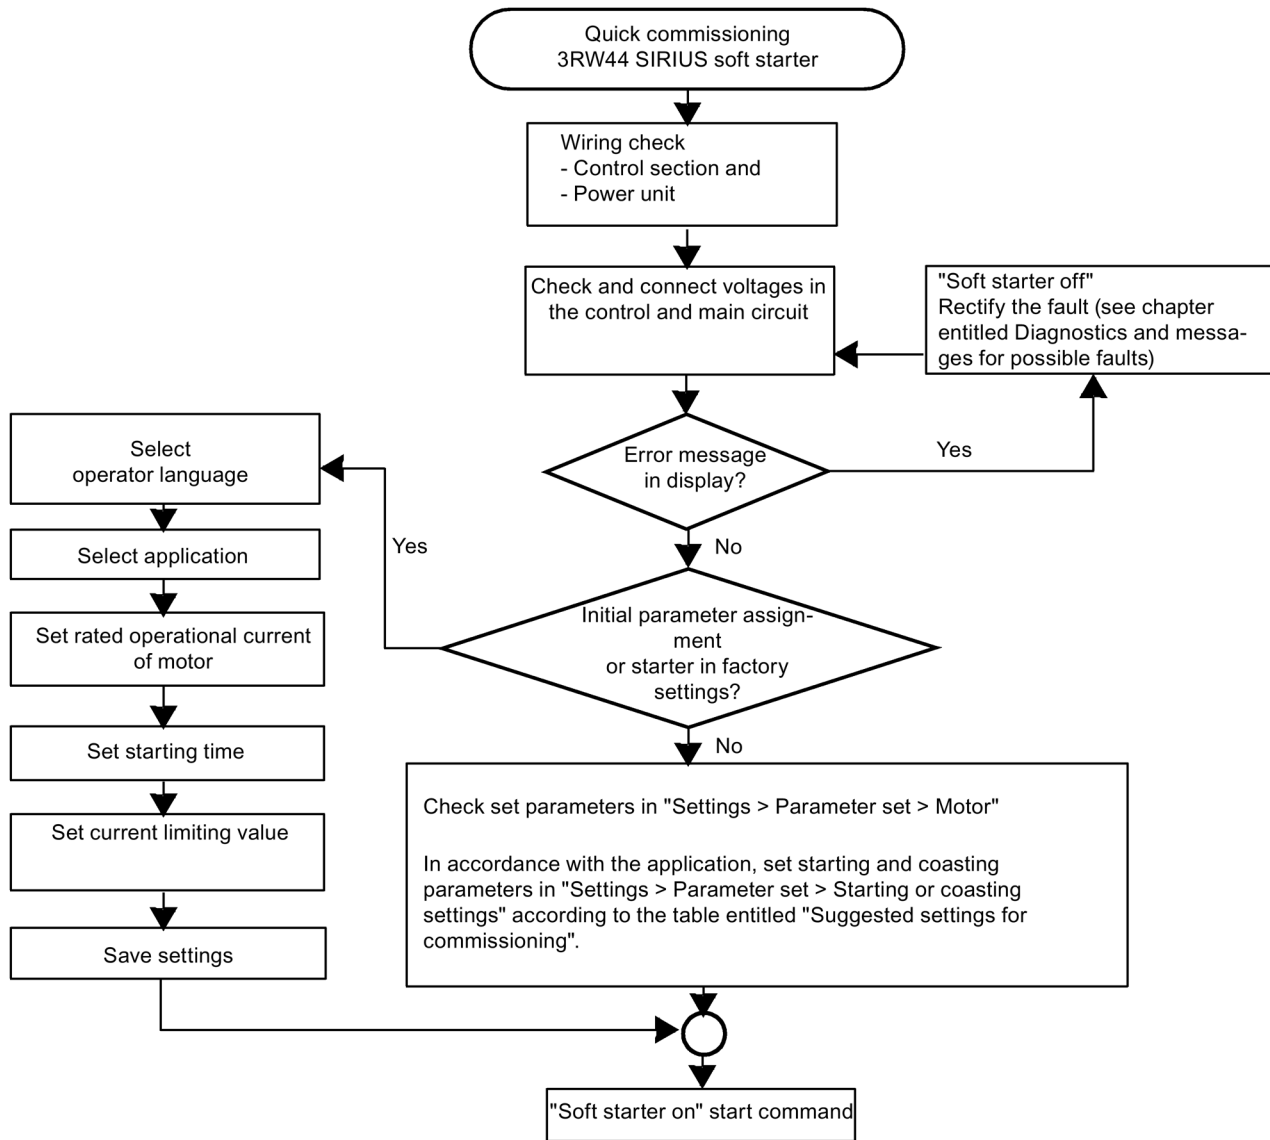 Quick commissioning
3RW44 SIRIUS soft starter
Wiring check
- Control section and
- Power unit
Check and connect voltages in
the control and main circuit
"Soft starter off"
Rectify the fault (see chapter
entitled Diagnostics and messa-
ges for possible faults)
Error message
in display?
Yes
No
Select
operator language
Yes
Select application
Set rated operational current
of motor
Initial parameter assign-
ment
or starter in factory
settings?
No
Set starting time
Set current limiting value
Save settings
Check set parameters in "Settings > Parameter set > Motor"
In accordance with the application, set starting and coasting
parameters in "Settings > Parameter set > Starting or coasting
settings" according to the table entitled "Suggested settings for
commissioning".
"Soft starter on" start command